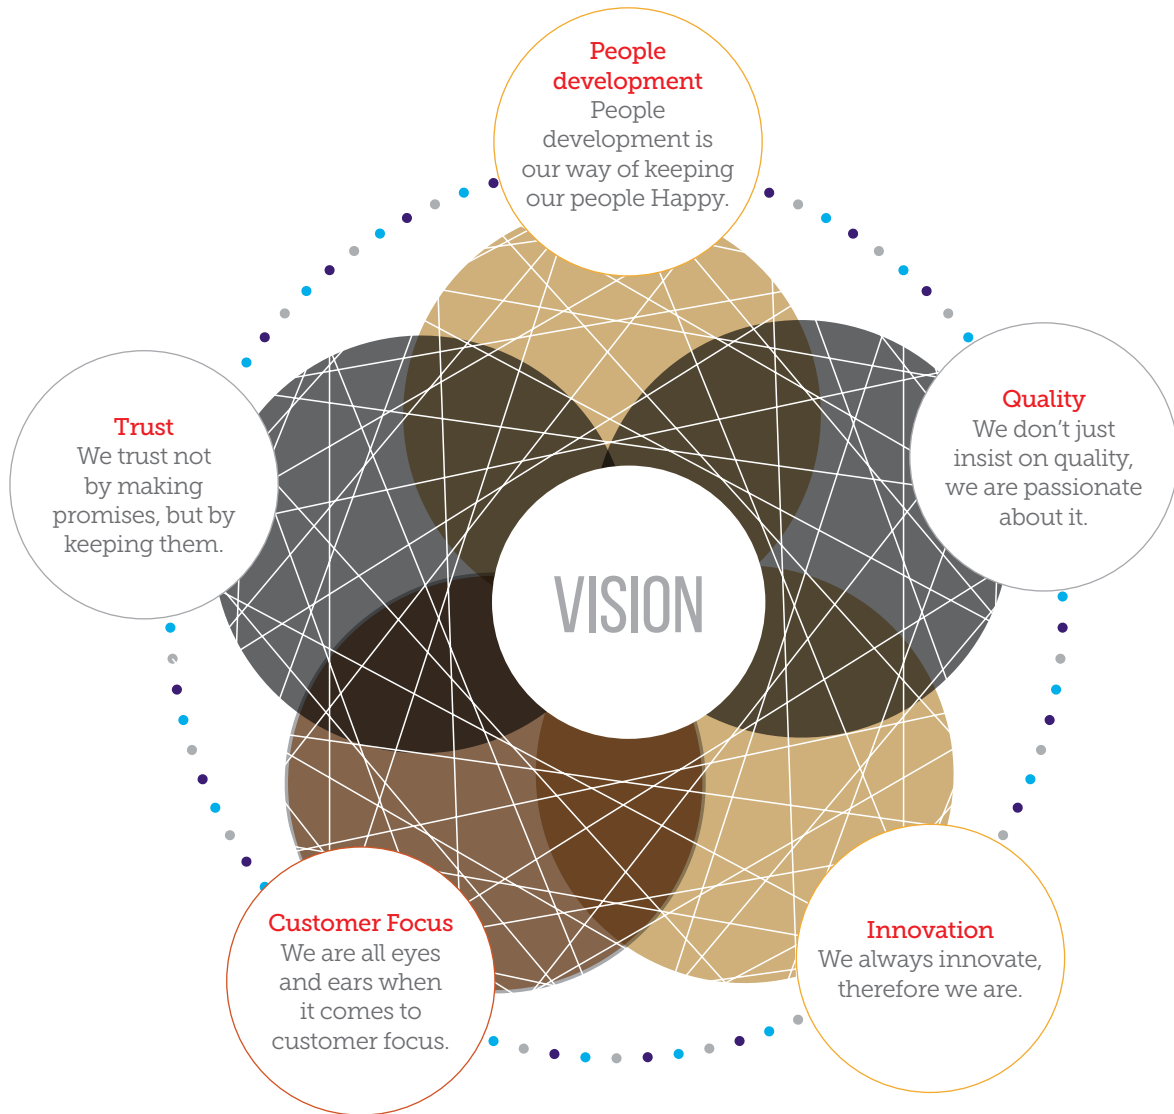 People
development
People
development is
our way of keeping
our people Happy.
Quality
We don’t just
insist on quality,
we are passionate
about it.
Trust
We trust not
by making
promises, but by
keeping them.
VISION
Innovation
We always innovate,
therefore we are.
Customer Focus
We are all eyes
and ears when
it comes to
customer focus.